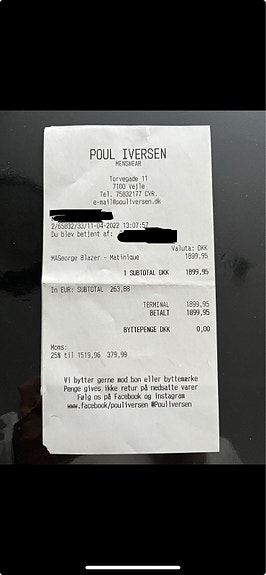 POUL IVERSEN
MENSWEAR
Torvegade 11
7100 Vejle
Tel. 75832177 CVR.
e-mail@pouliversen.dk
2/65832/33/11-04-2022 13:07:57
Du blev betjent af:
Valuta: DKK
MAGeorge Blazer - Matinique 1899,95
1 SUBTOTAL DKK 1899,95
In EUR: SUBTOTAL 263,88
TERMINAL 1899,95
BETALT 1899,95
BYTTEPENGE DKK 0,00
Moms:
25% til 1519,96 379,99
Vi bytter gerne mod bon eller byttemørke
Penge gives ikke retur på nedsatte varer
Følg os på Facebook og instagram
www.facebook/pouliversen @Pouliversen